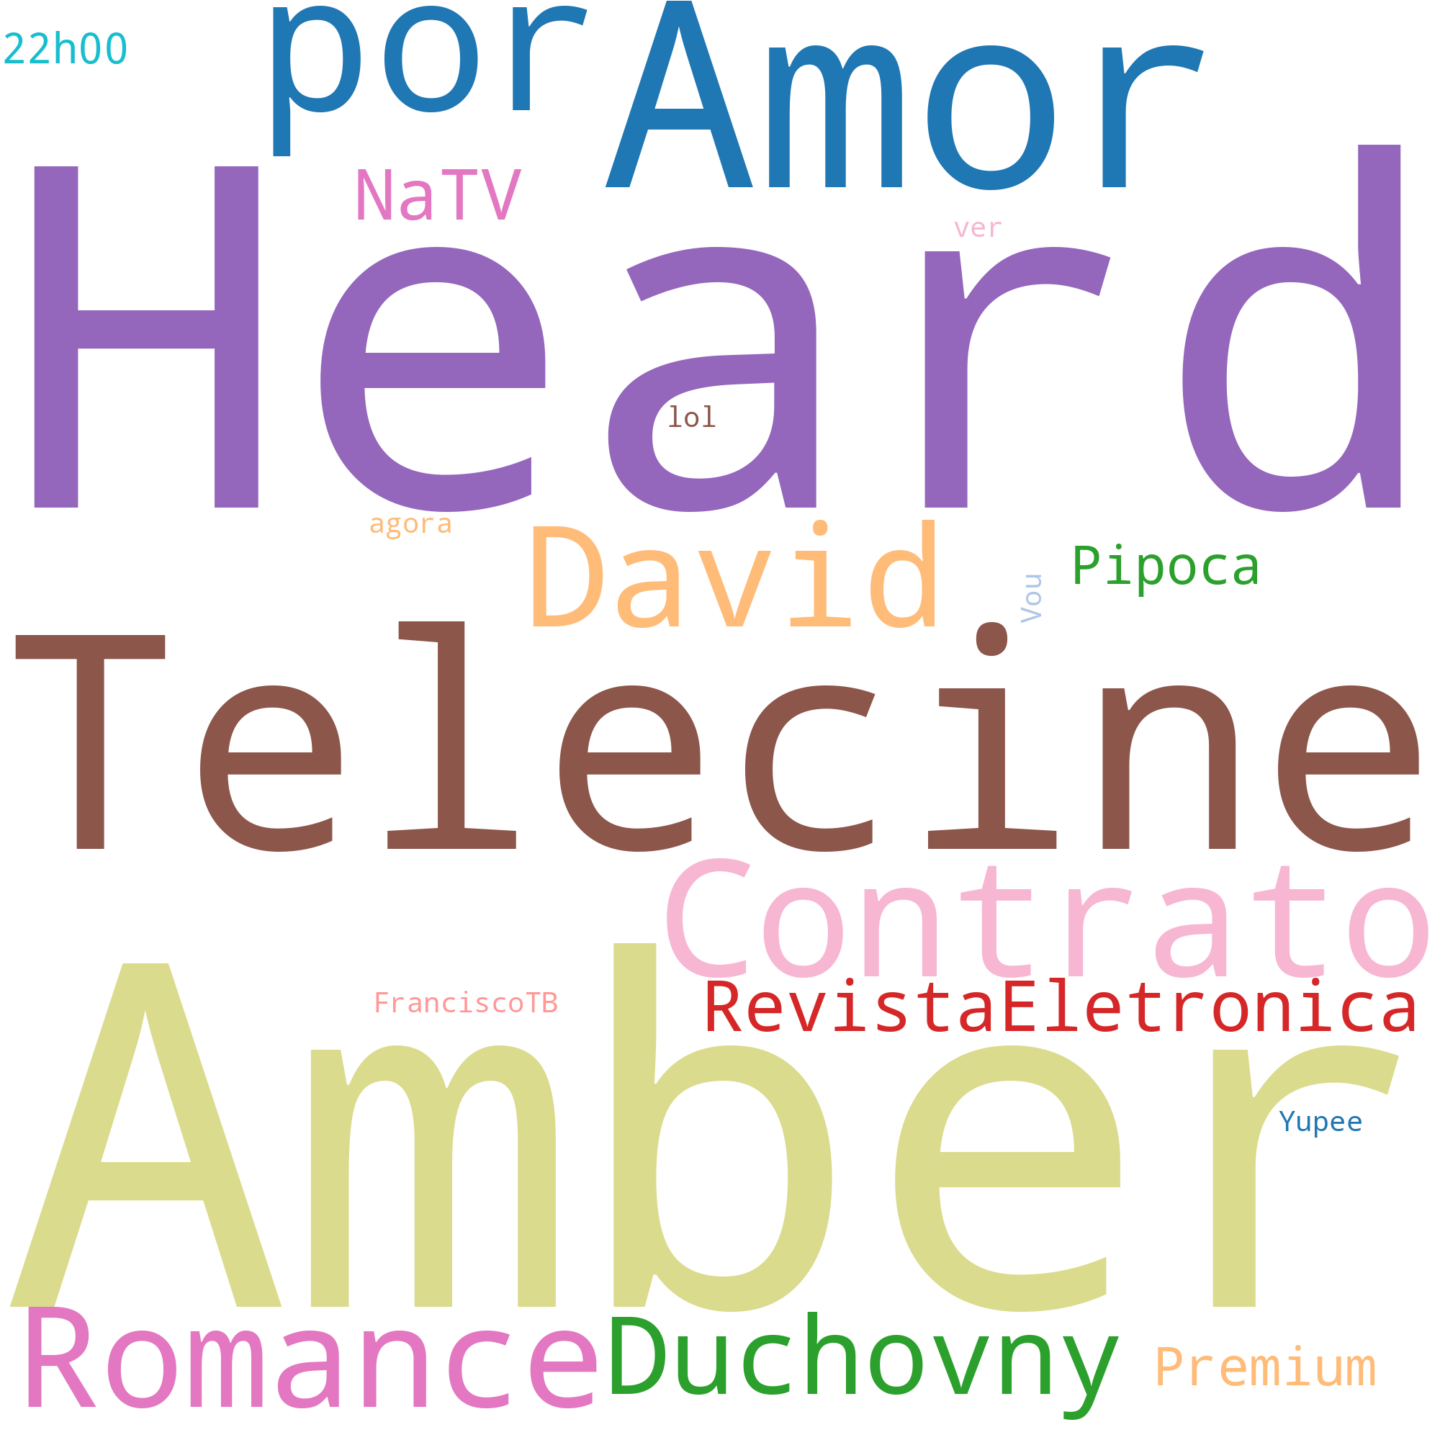 22h00
por
Amor
NaTV
ver
Heard
lol
agora
David
Vou
Pipoca
Telecine
Contrato
FranciscoTB
RevistaEletronica
Amber
Yupee
Romance
Duchovny
Premium